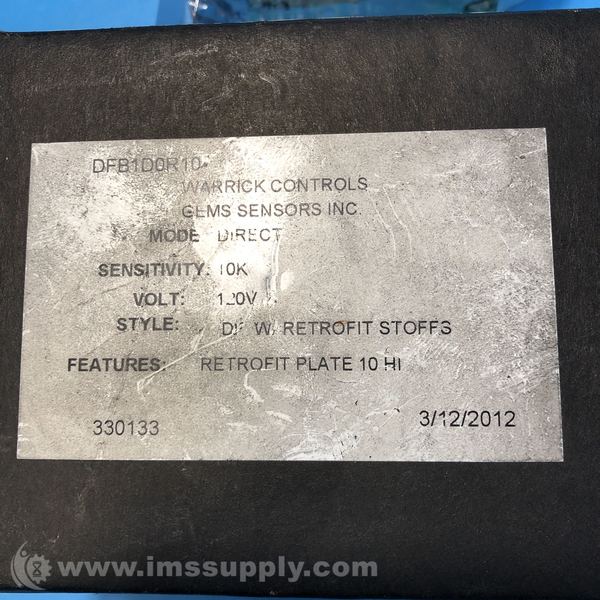 DFB1D0R10
WARRICK CONTROLS
GEMS SENSORS INC.
MODE DIRECT
SENSITIVITY: 10K
VOLT: 120V
STYLE: DF W/ RETROFIT STOFFS
FEATURES: RETROFIT PLATE 10 HI
330133 3/12/2012
www.imssupply.com